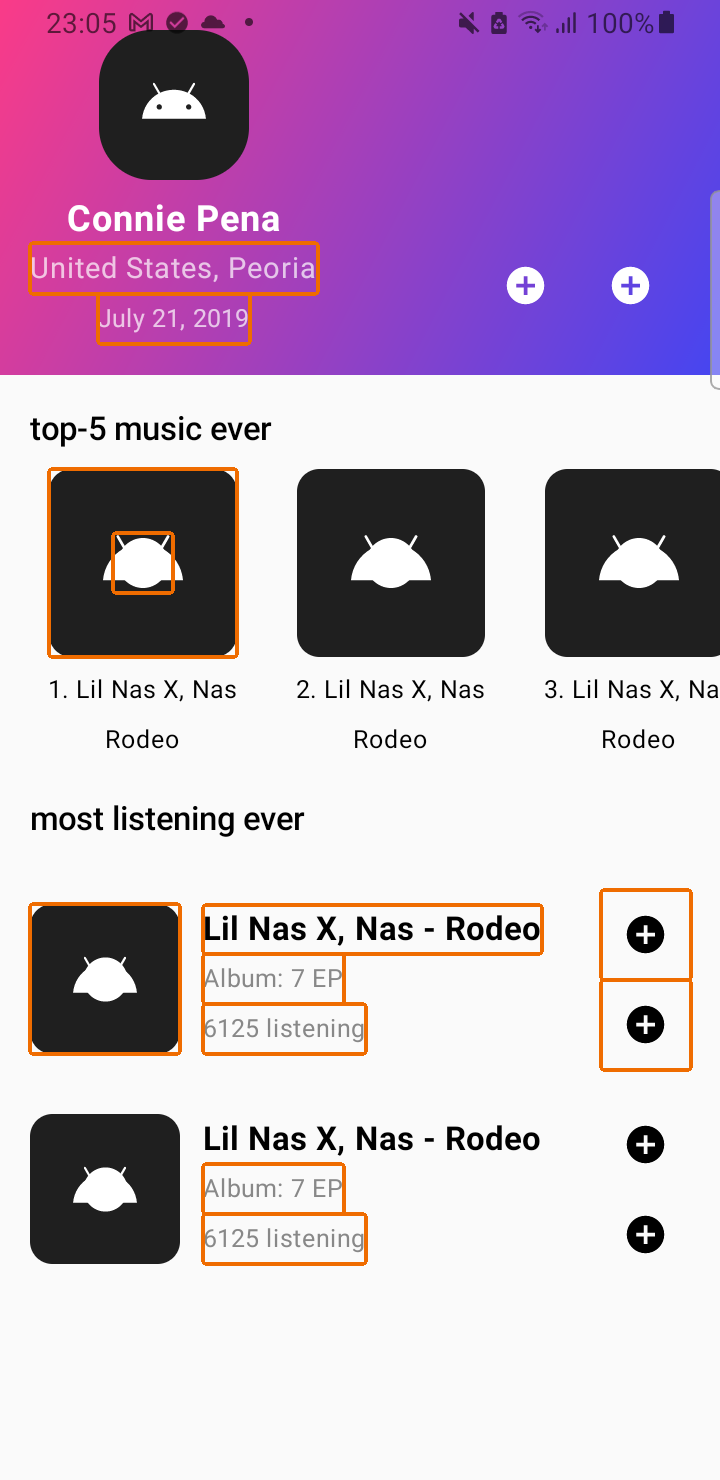 23:05
100%
Connie Pena
United States, Peoria
July 21, 2019
top-5 music ever
1. Lil Nas X, Nas
Rodeo
2. Lil Nas X, Nas
Rodeo
3. Lil Nas X, Na
Rodeo
most listening ever
Lil Nas X, Nas - Rodeo
Album: 7 EP
6125 listening
Lil Nas X, Nas - Rodeo
Album: 7 EP
6125 listening